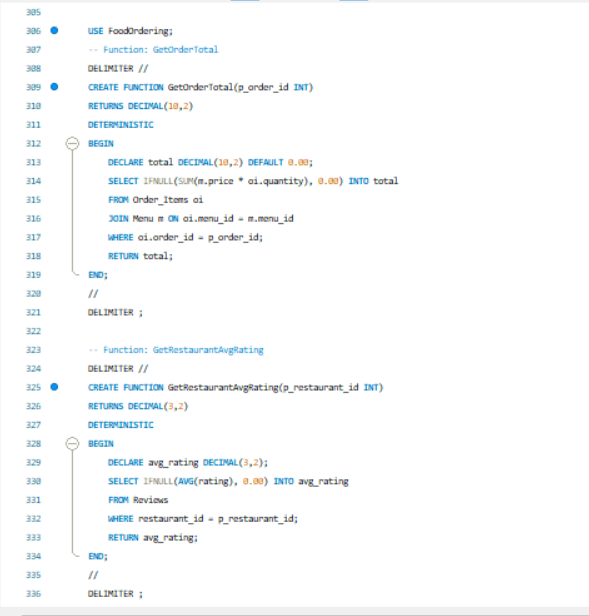 305
306 USE FoodOrdering;
307 -- Function: GetOrderTotal
308 DELIMITER //
309 CREATE FUNCTION GetOrderTotal(p_order_id INT)
310 RETURNS DECIMAL(10,2)
311 DETERMINISTIC
312 BEGIN
313 DECLARE total DECIMAL(10,2) DEFAULT 0.00;
314 SELECT IFNULL(SUM(m.price * oi.quantity), 0.00) INTO total
315 FROM Order_Items oi
316 JOIN Menu m ON oi.menu_id = m.menu_id
317 WHERE oi.order_id = p_order_id;
318 RETURN total;
319 END;
320 //
321 DELIMITER ;
322
323 -- Function: GetRestaurantAvgRating
324 DELIMITER //
325 CREATE FUNCTION GetRestaurantAvgRating(p_restaurant_id INT)
326 RETURNS DECIMAL(3,2)
327 DETERMINISTIC
328 BEGIN
329 DECLARE avg_rating DECIMAL(3,2);
330 SELECT IFNULL(AVG(rating), 0.00) INTO avg_rating
331 FROM Reviews
332 WHERE restaurant_id = p_restaurant_id;
333 RETURN avg_rating;
334 END;
335 //
336 DELIMITER ;